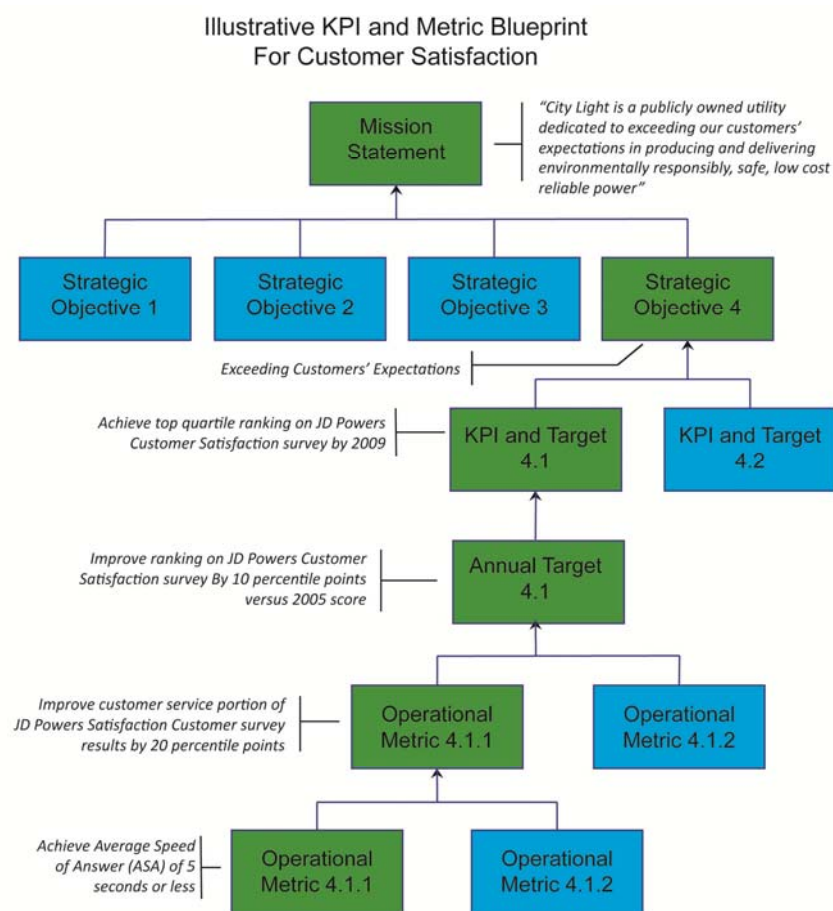 Illustrative KPI and Metric Blueprint
For Customer Satisfaction
Mission
Statement
“City Light is a publicly owned utility
dedicated to exceeding our customers’
expectations in producing and delivering
environmentally responsibly, safe, low cost
reliable power”
Strategic
Objective 1
Strategic
Objective 2
Strategic
Objective 3
Strategic
Objective 4
Exceeding Customers’ Expectations
Achieve top quartile ranking on JD Powers
Customer Satisfaction survey by 2009
KPI and Target
4.1
KPI and Target
4.2
Improve ranking on JD Powers Customer
Satisfaction survey By 10 percentile points
versus 2005 score
Annual Target
4.1
Improve customer service portion of
JD Powers Satisfaction Customer survey
results by 20 percentile points
Operational
Metric 4.1.1
Operational
Metric 4.1.2
Achieve Average Speed
of Answer (ASA) of 5
seconds or less
Operational
Metric 4.1.1
Operational
Metric 4.1.2